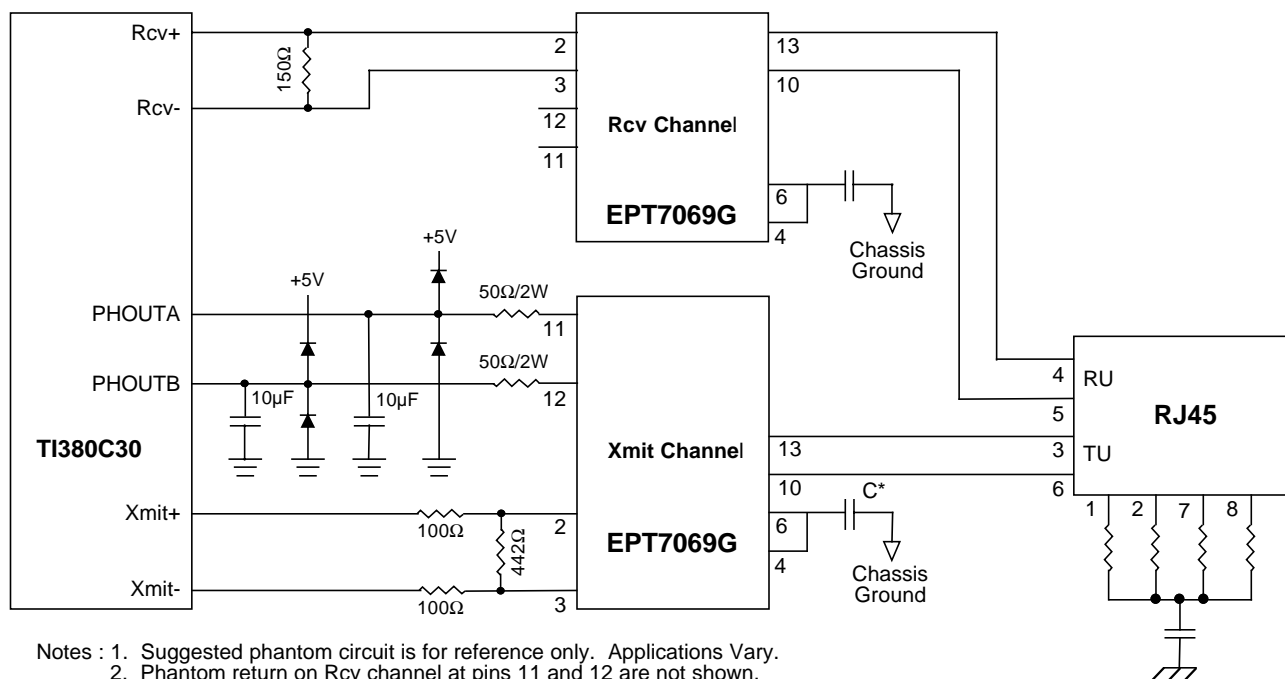 Rcv+
150Ω
Rcv-
2
3
12
11
Rcv Channel
EPT7069G
13
10
6
4
Chassis
Ground
+5V
+5V
PHOUTA
50Ω/2W
11
PHOUTB
50Ω/2W
12
10µF
10µF
TI380C30
Xmit Channel
EPT7069G
13
10
C*
6
4
Chassis
Ground
Xmit+
100Ω
2
442Ω
Xmit-
100Ω
3
4
RU
5
RJ45
3
TU
6
1
2
7
8
Notes : 1. Suggested phantom circuit is for reference only. Applications Vary.
2. Phantom return on Rcv channel at pins 11 and 12 are not shown.